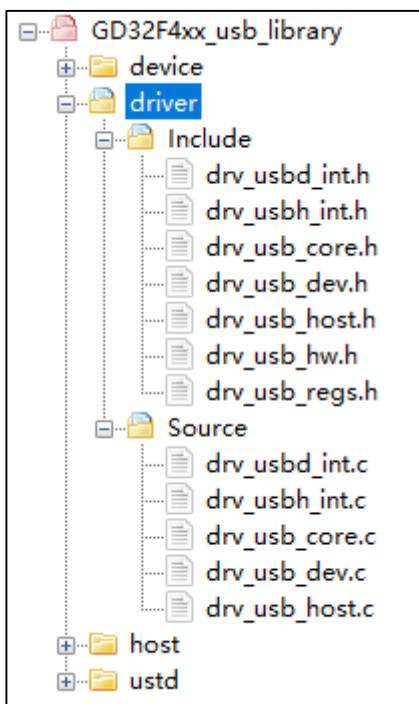 GD32F4xx_usb_library
device
driver
Include
drv_usbd_int.h
drv_usbh_int.h
drv_usb_core.h
drv_usb_dev.h
drv_usb_host.h
drv_usb_hw.h
drv_usb_regs.h
Source
drv_usbd_int.c
drv_usbh_int.c
drv_usb_core.c
drv_usb_dev.c
drv_usb_host.c
host
ustd